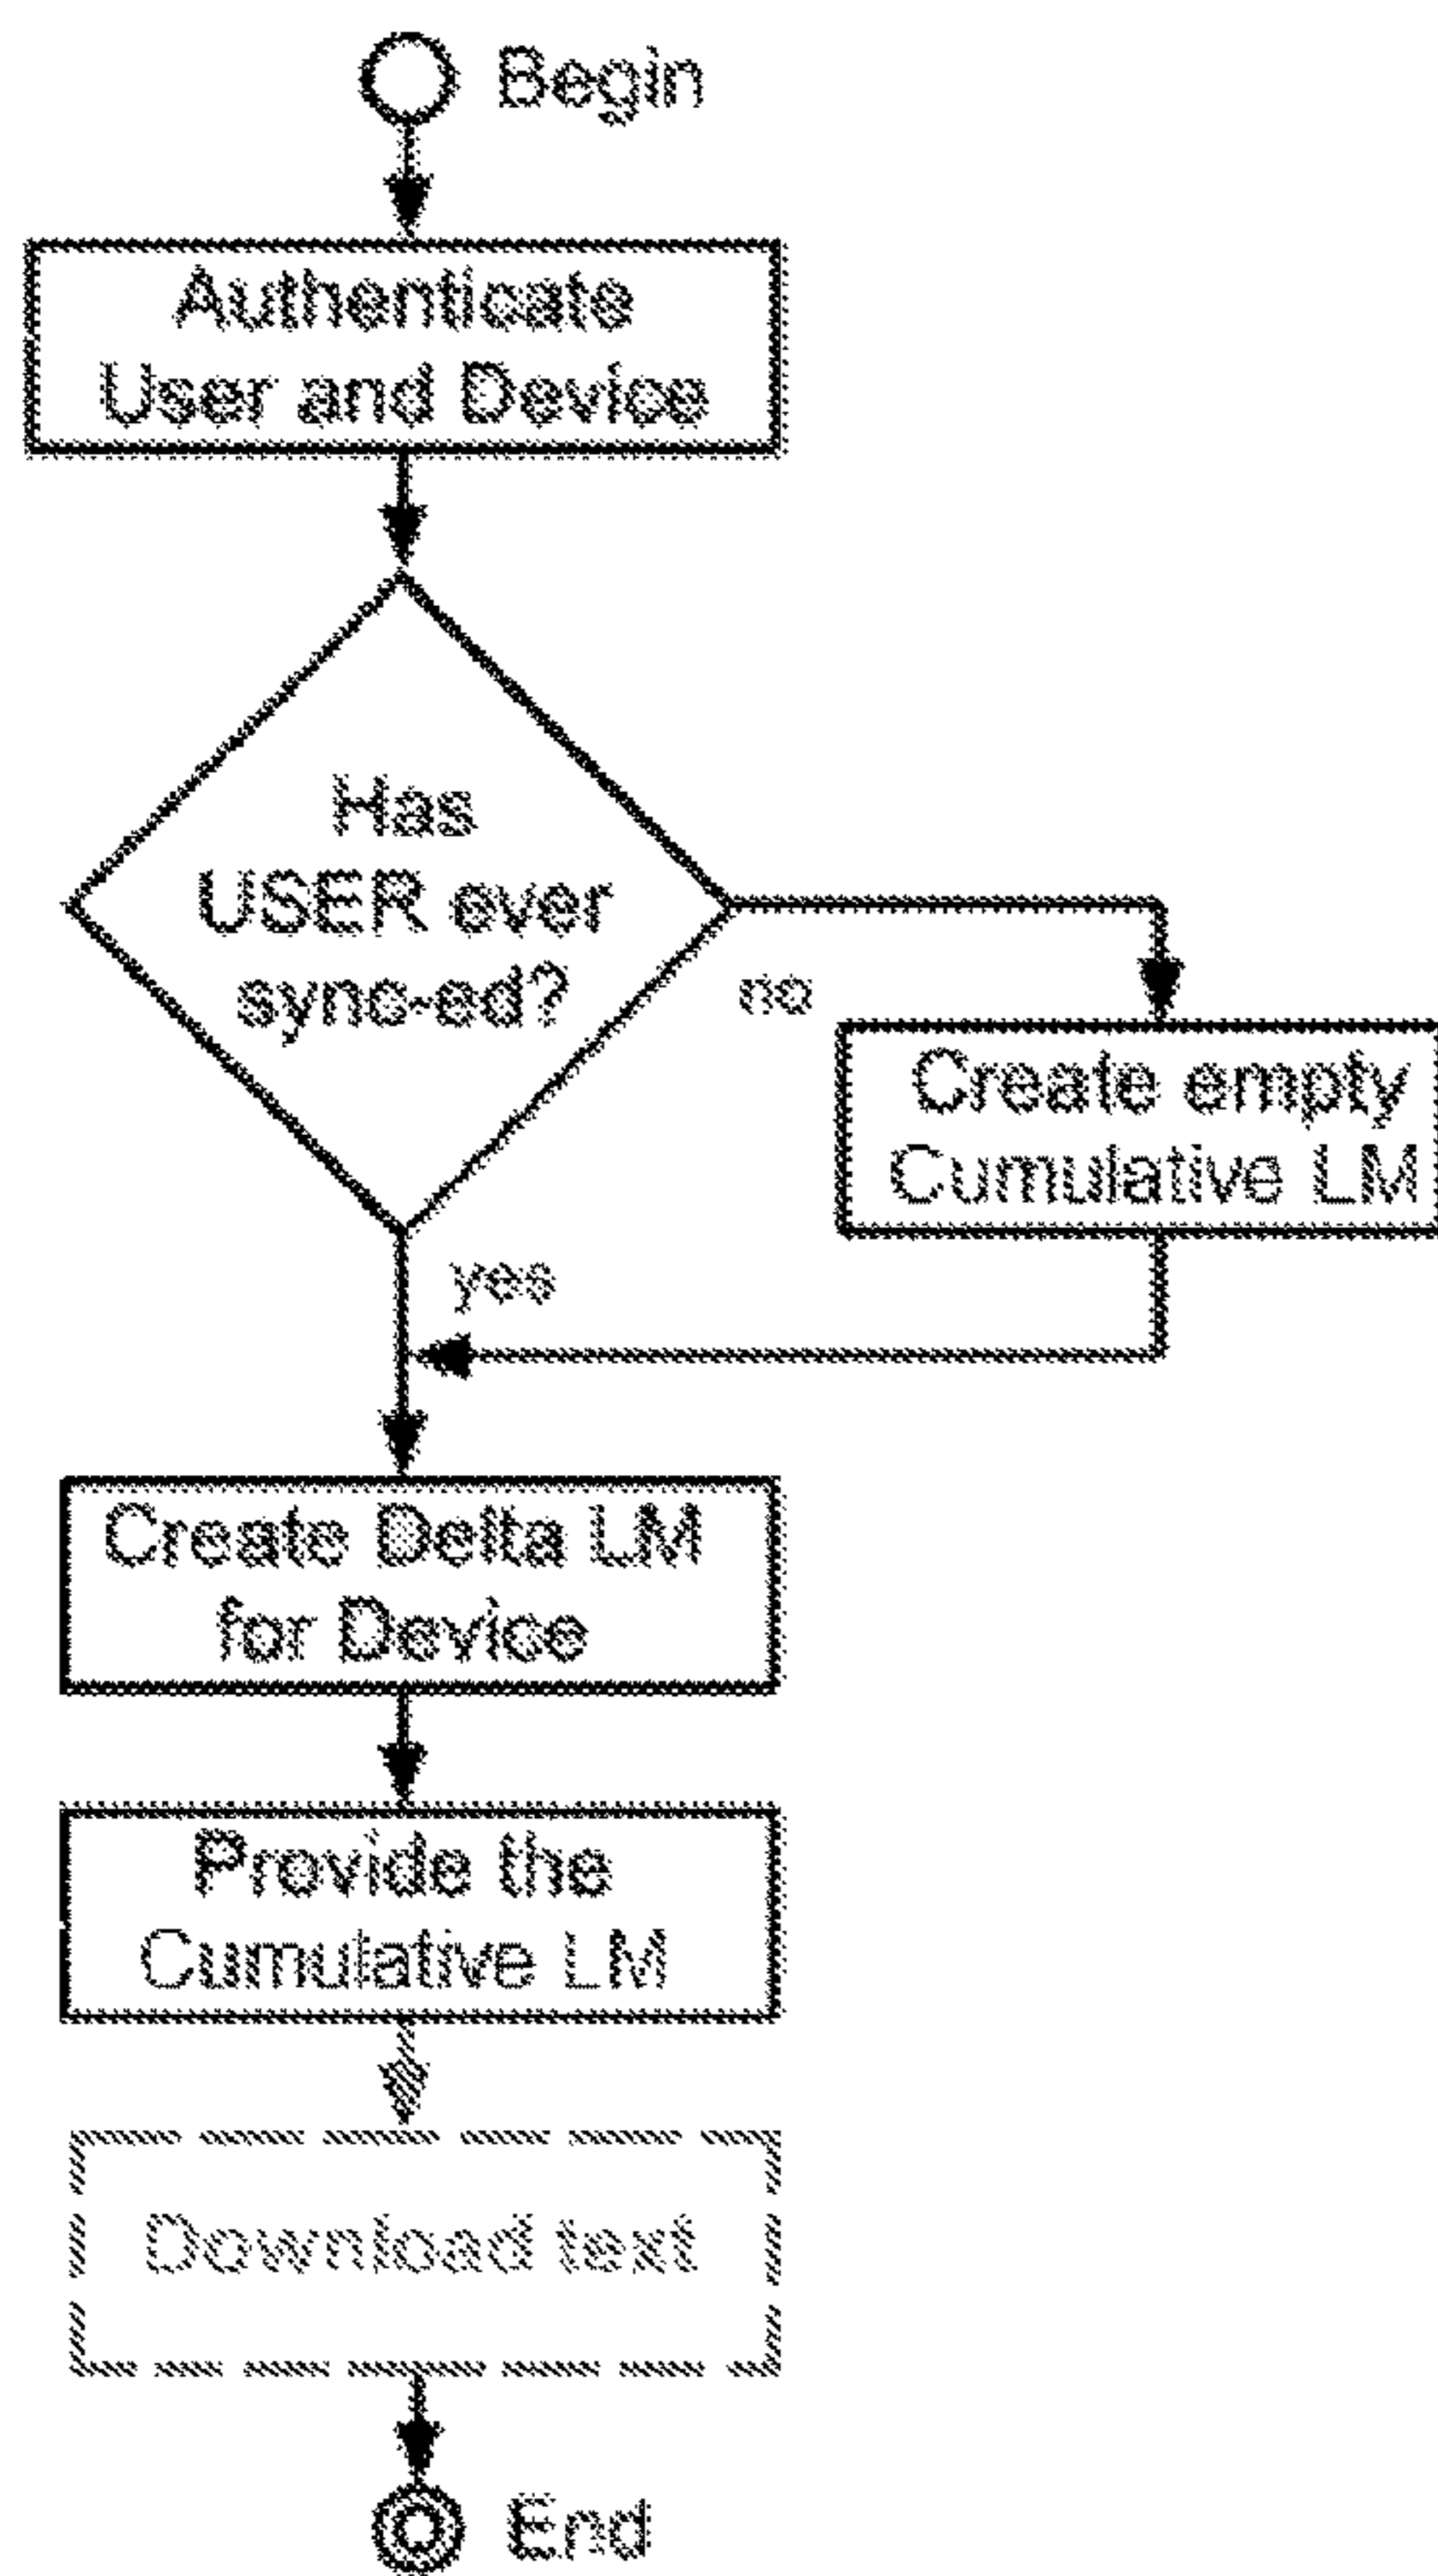 Begin
Authenticate
User and Device
Has
USER ever
sync-ed?
no
Create empty
Cumulative LM
yes
Create Delta LM
for Device
Provide the
Cumulative LM
Download text
End